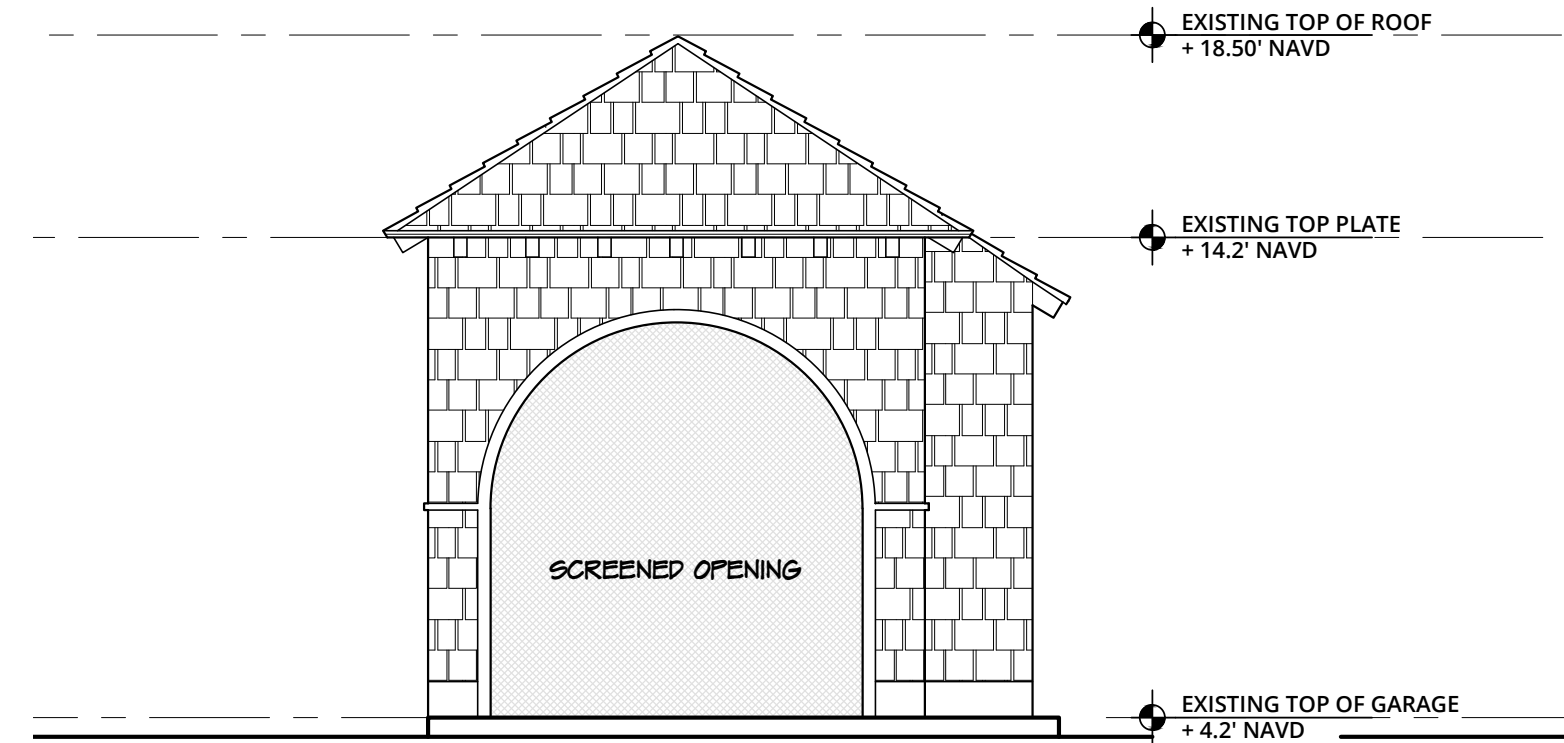 EXISTING TOP OF ROOF
+ 18.50' NAVD
EXISTING TOP PLATE
+ 14.2' NAVD
SCREENED OPENING
EXISTING TOP OF GARAGE
+ 4.2' NAVD